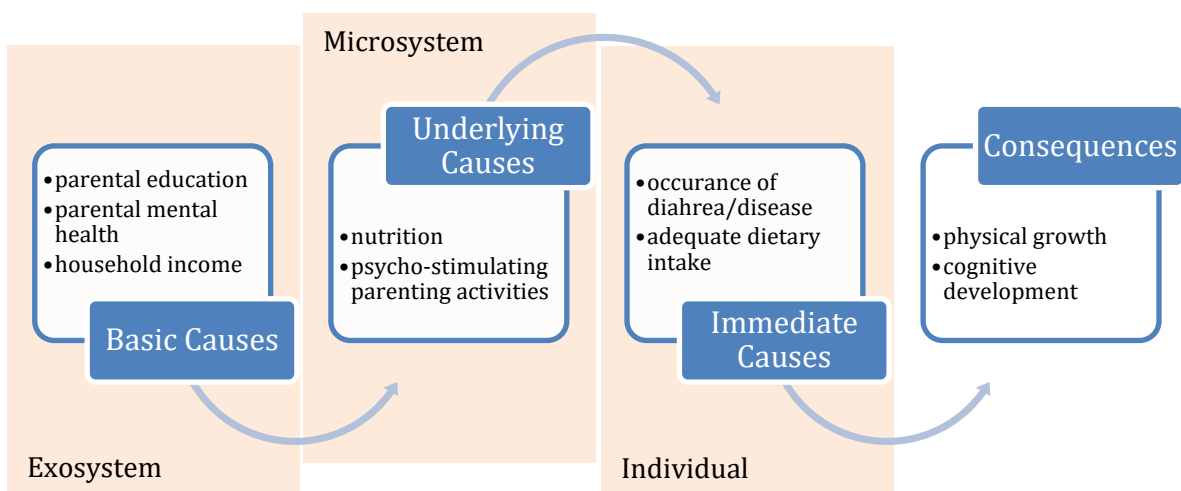 Exosystem
•parental education
•parental mental
health
•household income
Basic Causes
Microsystem
Underlying
Causes
•nutrition
•psycho-stimulating
parenting activities
Individual
•occurance of
diahrea/disease
•adequate dietary
intake
Immediate
Causes
Consequences
•physical growth
•cognitive
development